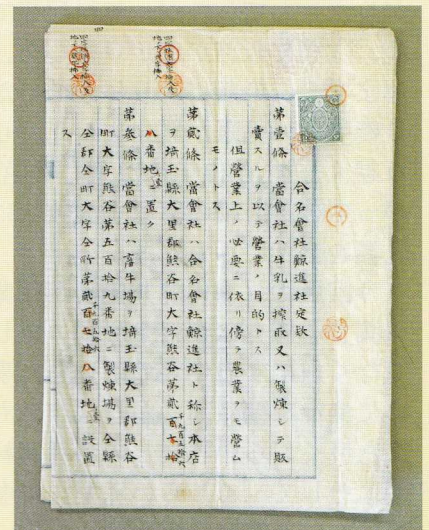 合名會社鯨進社定款
第壹條 當會社ハ牛乳ヲ搾取又ハ製煉シテ販
賣スルヲ以テ營業ノ目的トス
但營業上ノ必要ニ依リ傍ラ農業ヲモ營ム
モノトス
第貳條 當會社ハ合名會社鯨進社ト称シ本店
ヲ埼玉縣大里郡熊谷町大字熊谷第貳百七拾
八番地ニ置ク
第参條 當會社ハ畜牛場ヲ埼玉縣大里郡熊谷
町大字熊谷第五百拾九番地ニ製煉場ヲ仝縣
仝郡仝町大字仝所第貳百七拾八番地ニ設置
ス